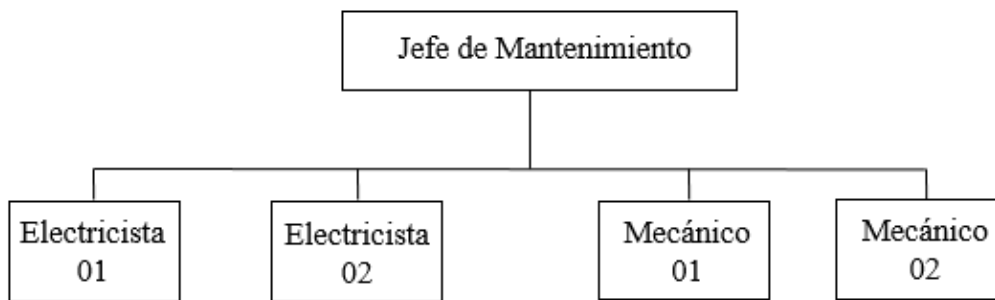 Jefe de Mantenimiento
Electricista
01
Electricista
02
Mecánico
01
Mecánico
02